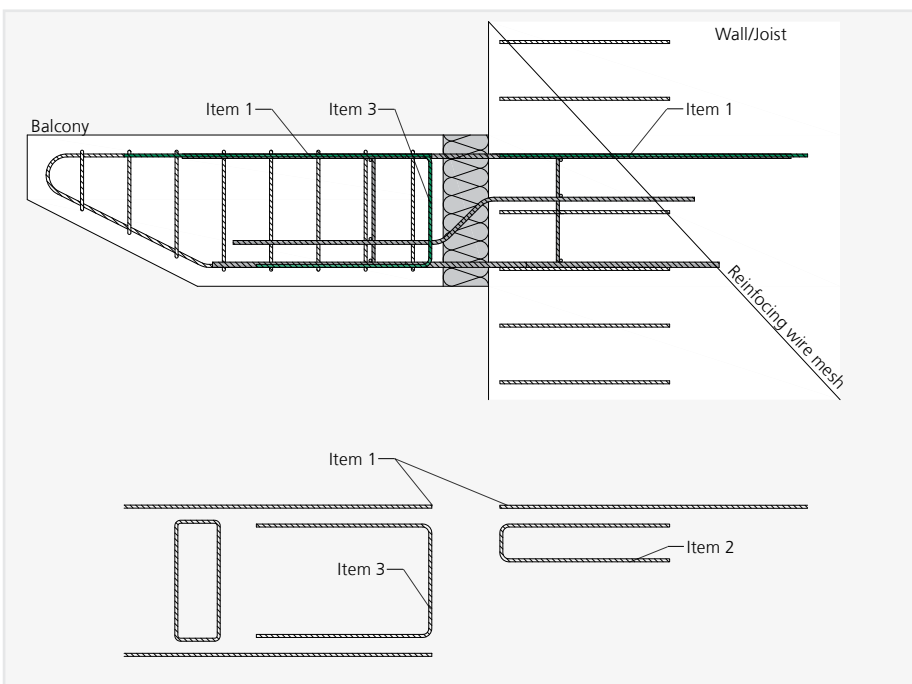 Wall/Joist
Item 1
Item 3
Item 1
Balcony
Reinfocing wire mesh
Item 1
Item 2
Item 3